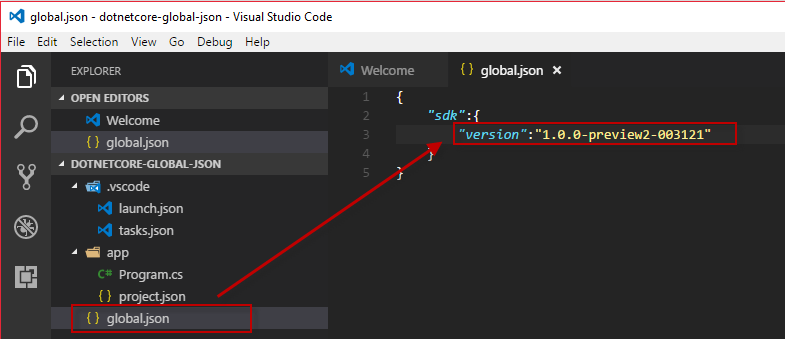 global.json - dotnetcore-global-json - Visual Studio Code
File Edit Selection View Go Debug Help
EXPLORER
OPEN EDITORS
Welcome
global.json
DOTNETCORE-GLOBAL-JSON
.vscode
launch.json
tasks.json
app
C# Program.cs
{ } project.json
{ } global.json
Welcome
{ } global.json ×
1 {
2 "sdk":{
3 "version":"1.0.0-preview2-003121"
4 }
5 }